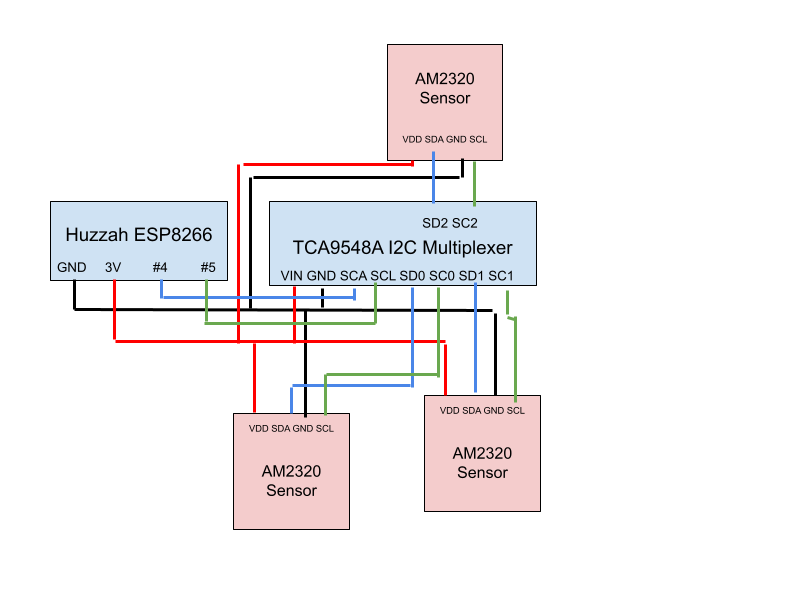 AM2320
Sensor
VDD SDA GND SCL
Huzzah ESP8266
GND 3V #4 #5
SD2 SC2
TCA9548A I2C Multiplexer
VIN GND SCA SCL SD0 SC0 SD1 SC1
VDD SDA GND SCL
AM2320
Sensor
VDD SDA GND SCL
AM2320
Sensor